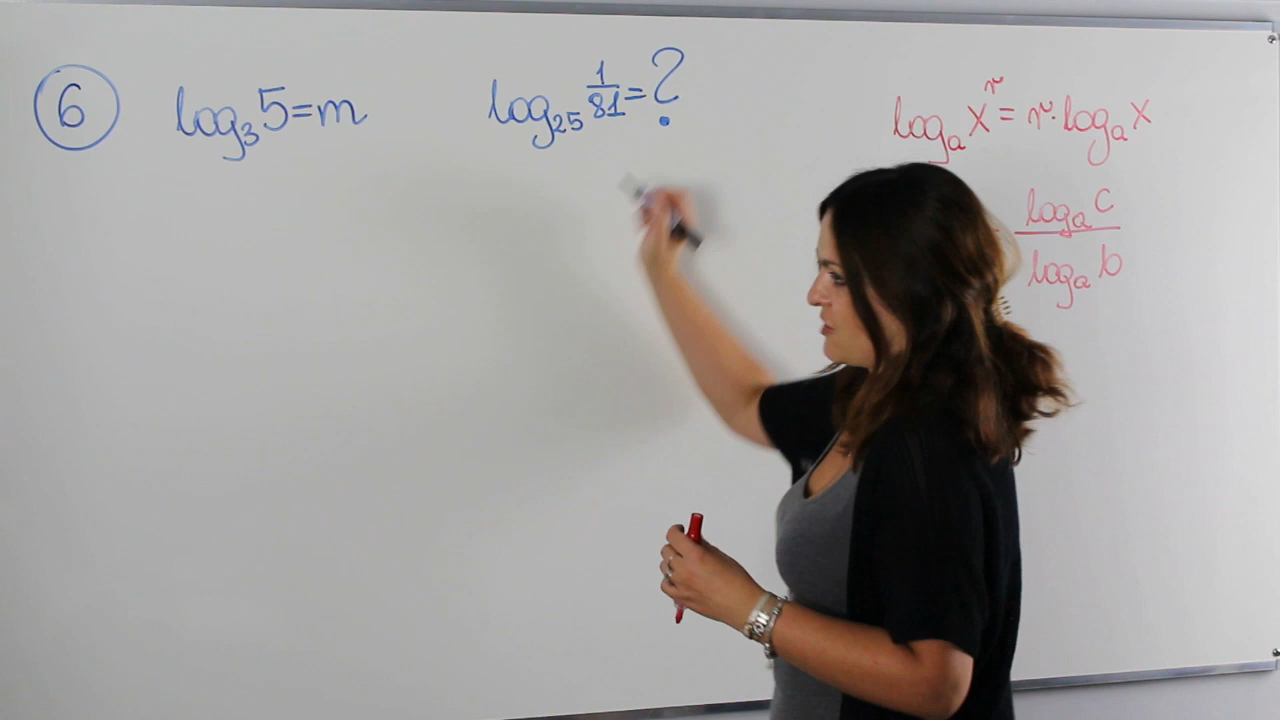 6 log₃5=m log₂₅ 1/81 = ?
logₐ xʳ = r · logₐ x
logₐ c
logₐ b